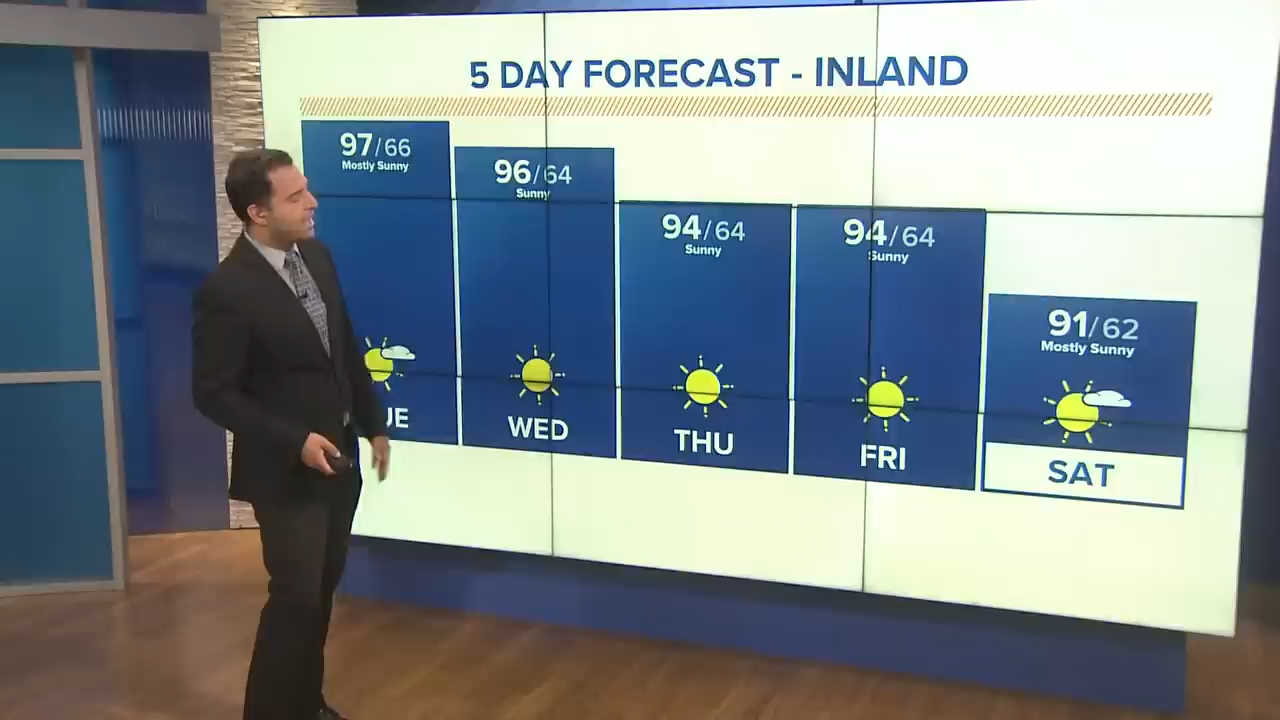 5 DAY FORECAST - INLAND
97/66
Mostly Sunny
UE
96/64
Sunny
WED
94/64
Sunny
THU
94/64
Sunny
FRI
91/62
Mostly Sunny
SAT